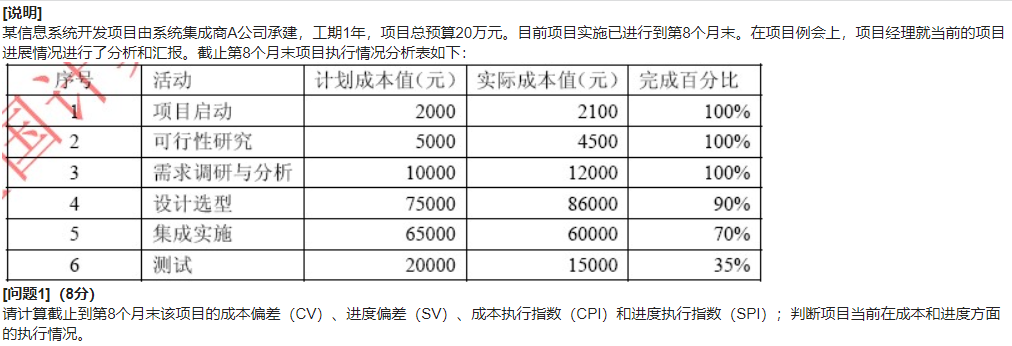 [说明]
某信息系统开发项目由系统集成商A公司承建，工期1年，项目总预算20万元。目前项目实施已进行到第8个月末。在项目例会上，项目经理就当前的项目
进展情况进行了分析和汇报。截止第8个月末项目执行情况分析表如下：
序号 活动 计划成本值(元) 实际成本值(元) 完成百分比
1 项目启动 2000 2100 100%
2 可行性研究 5000 4500 100%
3 需求调研与分析 10000 12000 100%
4 设计选型 75000 86000 90%
5 集成实施 65000 60000 70%
6 测试 20000 15000 35%
[问题1]（8分）
请计算截止到第8个月末该项目的成本偏差（CV）、进度偏差（SV）、成本执行指数（CPI）和进度执行指数（SPI）；判断项目当前在成本和进度方面
的执行情况。